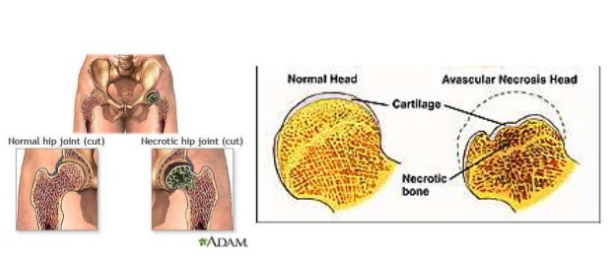 Normal hip joint (cut)
Necrotic hip joint (cut)
ADAM.
Normal Head
Avascular Necrosis Head
Cartilage
Necrotic
bone